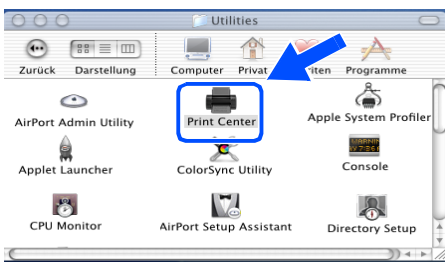 Utilities
Zurück Darstellung Computer Privat riten Programme
AirPort Admin Utility Print Center Apple System Profiler
Applet Launcher ColorSync Utility Console
CPU Monitor AirPort Setup Assistant Directory Setup